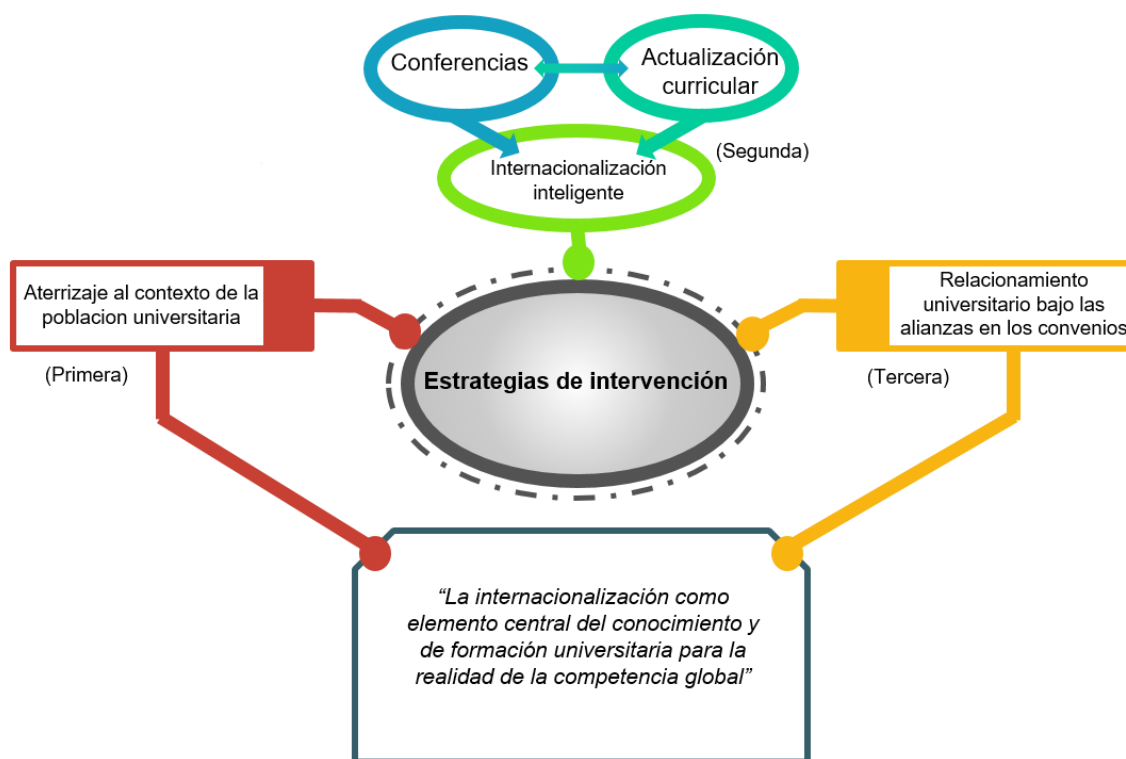 Conferencias
Actualización
curricular
Internacionalización
inteligente
(Segunda)
Aterrizaje al contexto de la
poblacion universitaria
(Primera)
Relacionamiento
universitario bajo las
alianzas en los convenios
(Tercera)
Estrategias de intervención
“La internacionalización como
elemento central del conocimiento y
de formación universitaria para la
realidad de la competencia global”